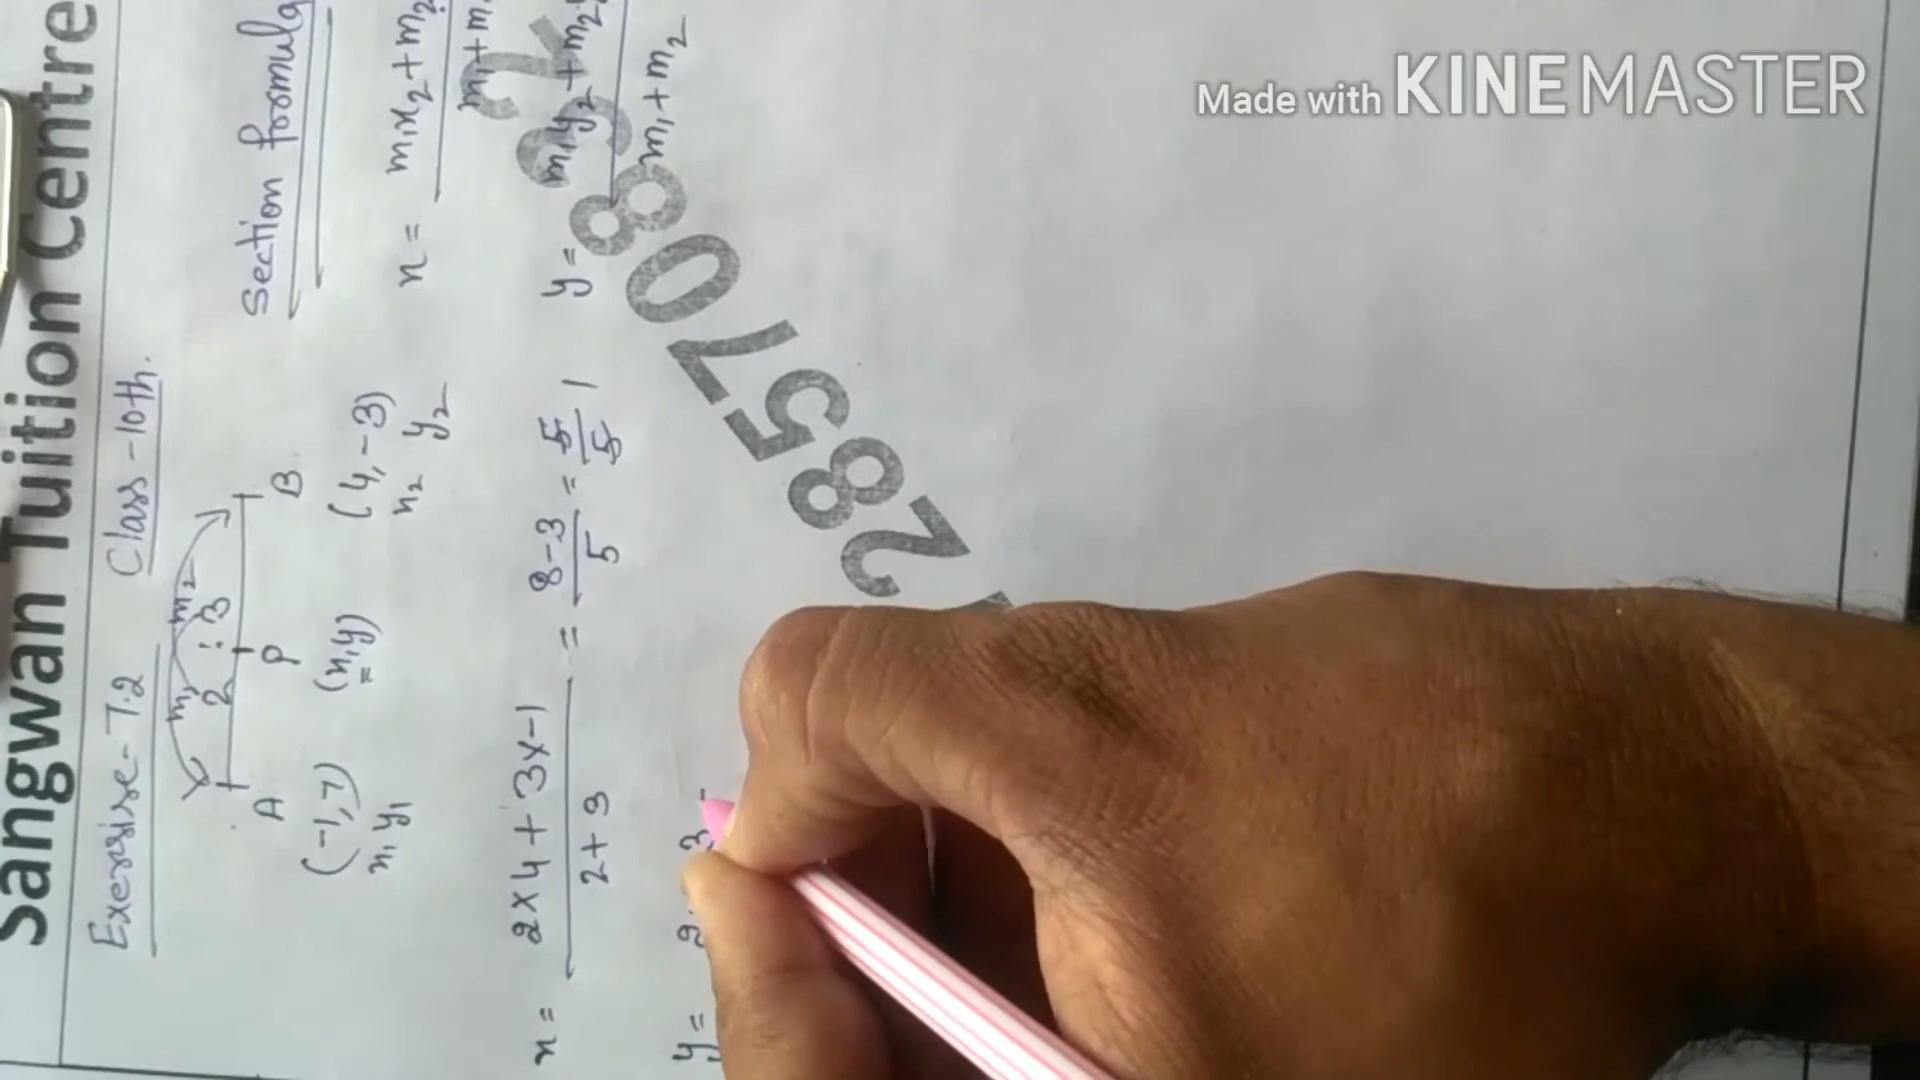 Sangwan Tuition Centre
Exersise-7.2 Class-10th.
m₁ m₂
2 : 3
A P B
Section formula
(-1,7) (x,y) (4,-3)
x₁ y₁ x₂ y₂
x = m₁x₂+m₂
m₁+m
x = 2×4+3×-1 = 8-3 = 5 1
2+3 5 5
y = m₁y₂+m₂
m₁+m₂
y = 2
Made with KINEMASTER